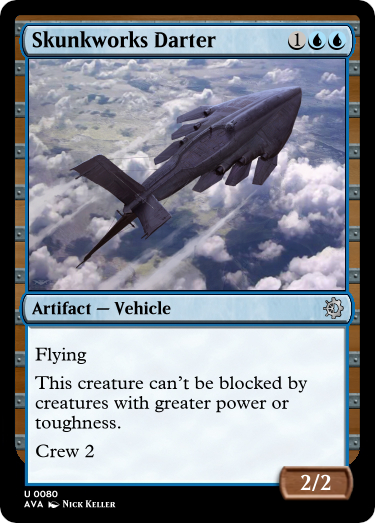 Skunkworks Darter 1
Artifact — Vehicle
Flying
This creature can't be blocked by
creatures with greater power or
toughness.
Crew 2
2/2
U 0080
AVA Nick Keller